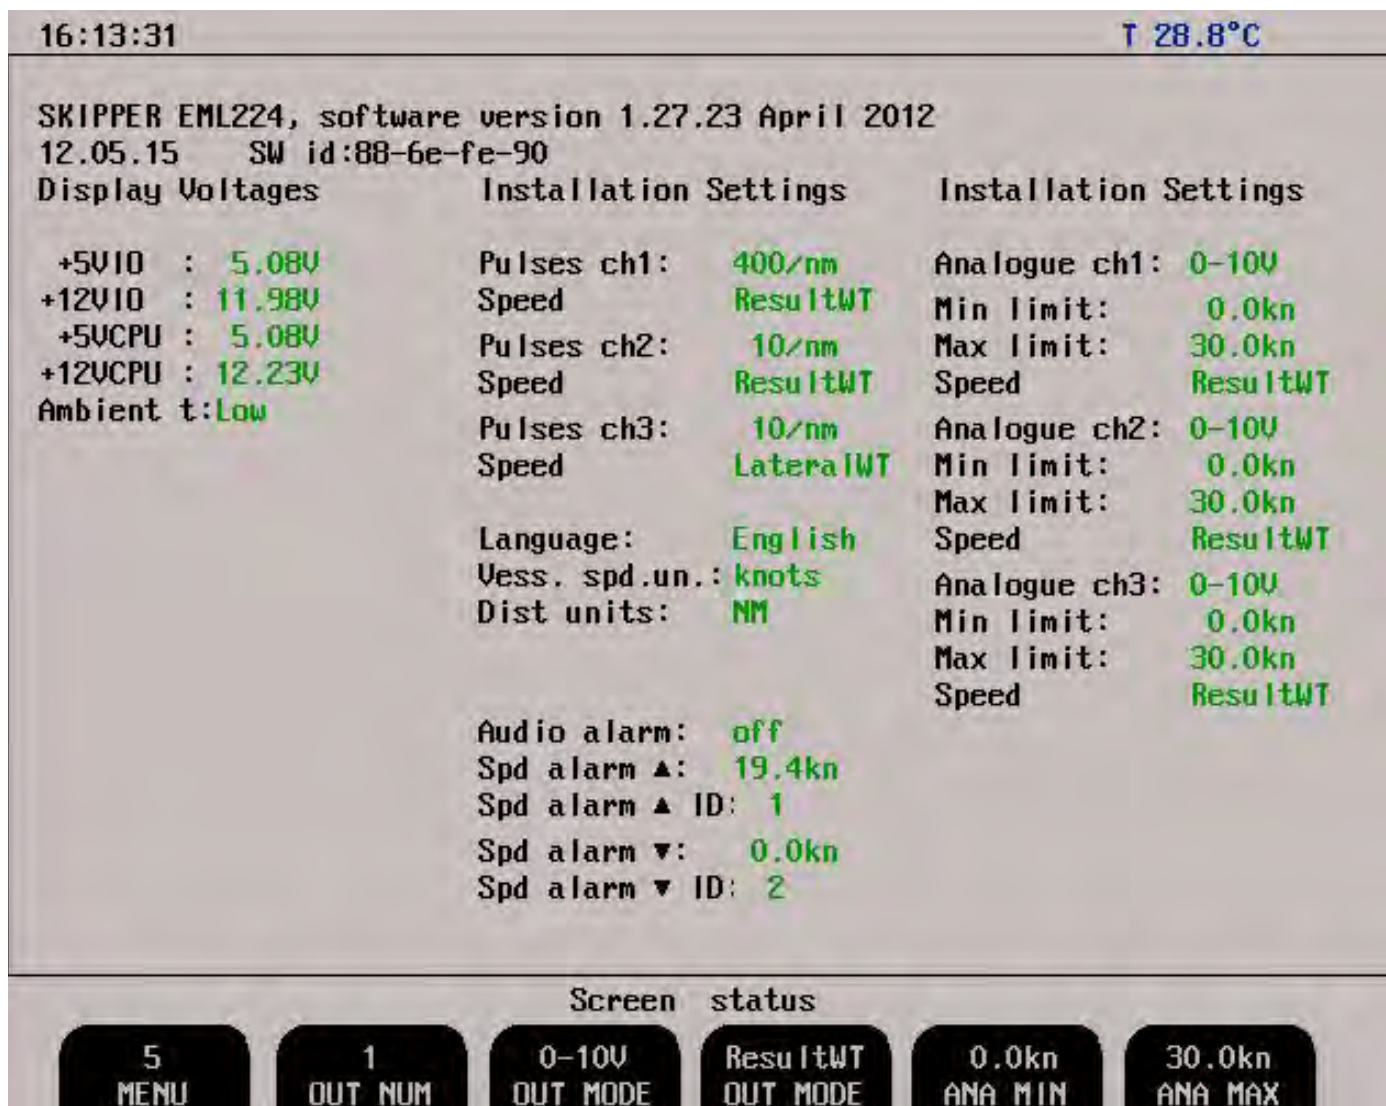 16:13:31 T 28.8°C
SKIPPER EML224, software version 1.27.23 April 2012
12.05.15 SW id:88-6e-fe-90
Display Voltages
+5VIO : 5.08V
+12VIO : 11.98V
+5VCPU : 5.08V
+12VCPU : 12.23V
Ambient t:Low
Installation Settings
Pulses ch1: 400/nm
Speed ResultWT
Pulses ch2: 10/nm
Speed ResultWT
Pulses ch3: 10/nm
Speed LateralWT
Language: English
Vess. spd.un.: knots
Dist units: NM
Audio alarm: off
Spd alarm ▲: 19.4kn
Spd alarm ▲ ID: 1
Spd alarm ▼: 0.0kn
Spd alarm ▼ ID: 2
Installation Settings
Analogue ch1: 0-10V
Min limit: 0.0kn
Max limit: 30.0kn
Speed ResultWT
Analogue ch2: 0-10V
Min limit: 0.0kn
Max limit: 30.0kn
Speed ResultWT
Analogue ch3: 0-10V
Min limit: 0.0kn
Max limit: 30.0kn
Speed ResultWT
Screen status
5
MENU
1
OUT NUM
0-10V
OUT MODE
ResultWT
OUT MODE
0.0kn
ANA MIN
30.0kn
ANA MAX